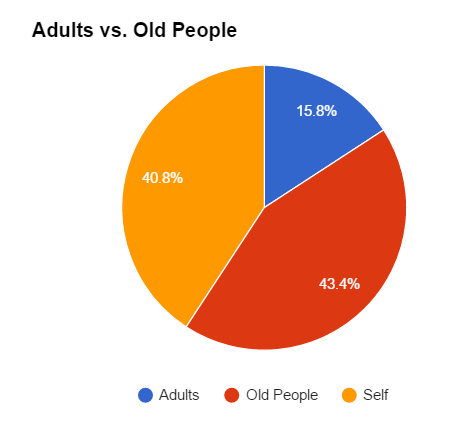 Adults vs. Old People
15.8%
40.8%
43.4%
Adults Old People Self